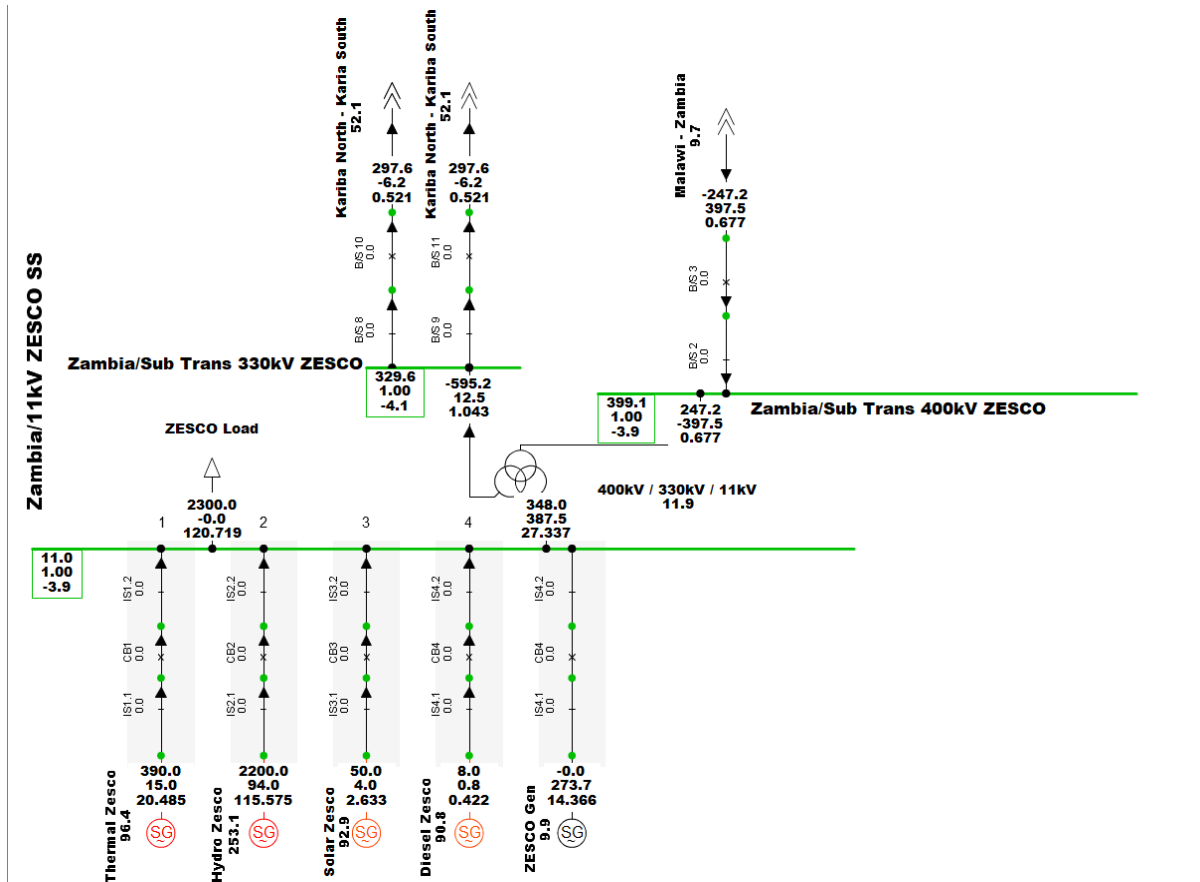 Kariba North - Karia South
52.1
Kariba North - Kariba South
52.1
Malawi - Zambia
9.7
297.6
-6.2
0.521
297.6
-6.2
0.521
-247.2
397.5
0.677
B/S 10
0.0
B/S 11
0.0
B/S 3
0.0
B/S 8
0.0
B/S 9
0.0
B/S 2
0.0
Zambia/11kV ZESCO SS
Zambia/Sub Trans 330kV ZESCO
329.6
1.00
-4.1
-595.2
12.5
1.043
399.1
1.00
-3.9
247.2
-397.5
0.677
Zambia/Sub Trans 400kV ZESCO
ZESCO Load
400kV / 330kV / 11kV
11.9
2300.0
-0.0
120.719
348.0
387.5
27.337
1
2
3
4
11.0
1.00
-3.9
IS1.2
0.0
IS2.2
0.0
IS3.2
0.0
IS4.2
0.0
IS4.2
0.0
CB1
0.0
CB2
0.0
CB3
0.0
CB4
0.0
CB4
0.0
IS1.1
0.0
IS2.1
0.0
IS3.1
0.0
IS4.1
0.0
IS4.1
0.0
390.0
15.0
20.485
2200.0
94.0
115.575
50.0
4.0
2.633
8.0
0.8
0.422
-0.0
273.7
14.366
Thermal Zesco
96.4
SG
~
Hydro Zesco
253.1
SG
~
Solar Zesco
92.9
SG
~
Diesel Zesco
90.8
SG
~
ZESCO Gen
9.9
SG
~